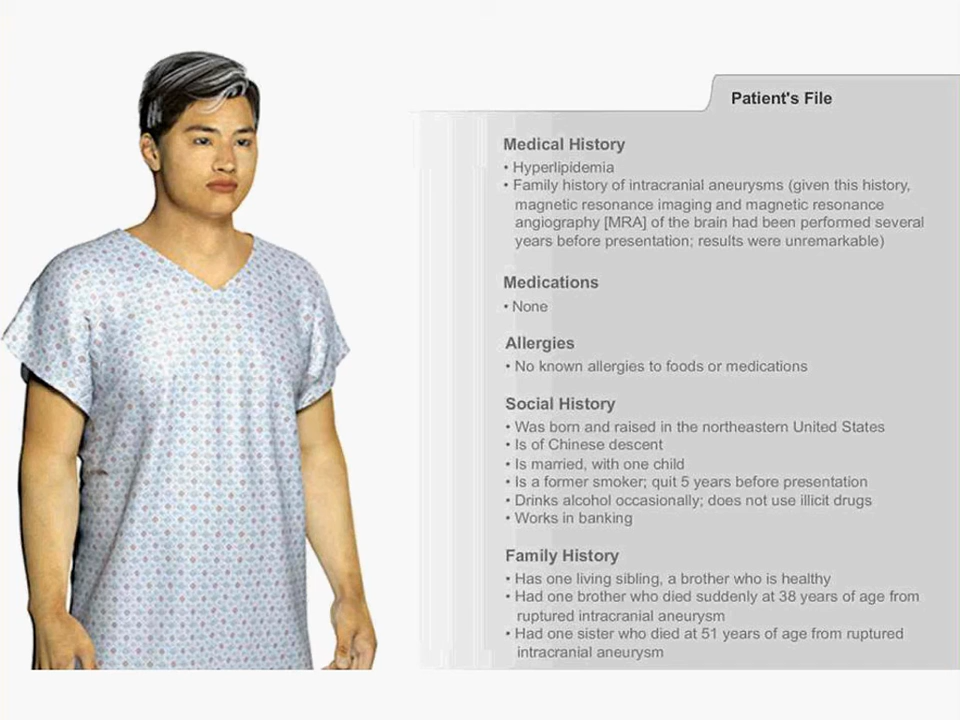 Patient's File
Medical History
• Hyperlipidemia
• Family history of intracranial aneurysms (given this history,
magnetic resonance imaging and magnetic resonance
angiography [MRA] of the brain had been performed several
years before presentation; results were unremarkable)
Medications
• None
Allergies
• No known allergies to foods or medications
Social History
• Was born and raised in the northeastern United States
• Is of Chinese descent
• Is married, with one child
• Is a former smoker; quit 5 years before presentation
• Drinks alcohol occasionally; does not use illicit drugs
• Works in banking
Family History
• Has one living sibling, a brother who is healthy
• Had one brother who died suddenly at 38 years of age from
ruptured intracranial aneurysm
• Had one sister who died at 51 years of age from ruptured
intracranial aneurysm